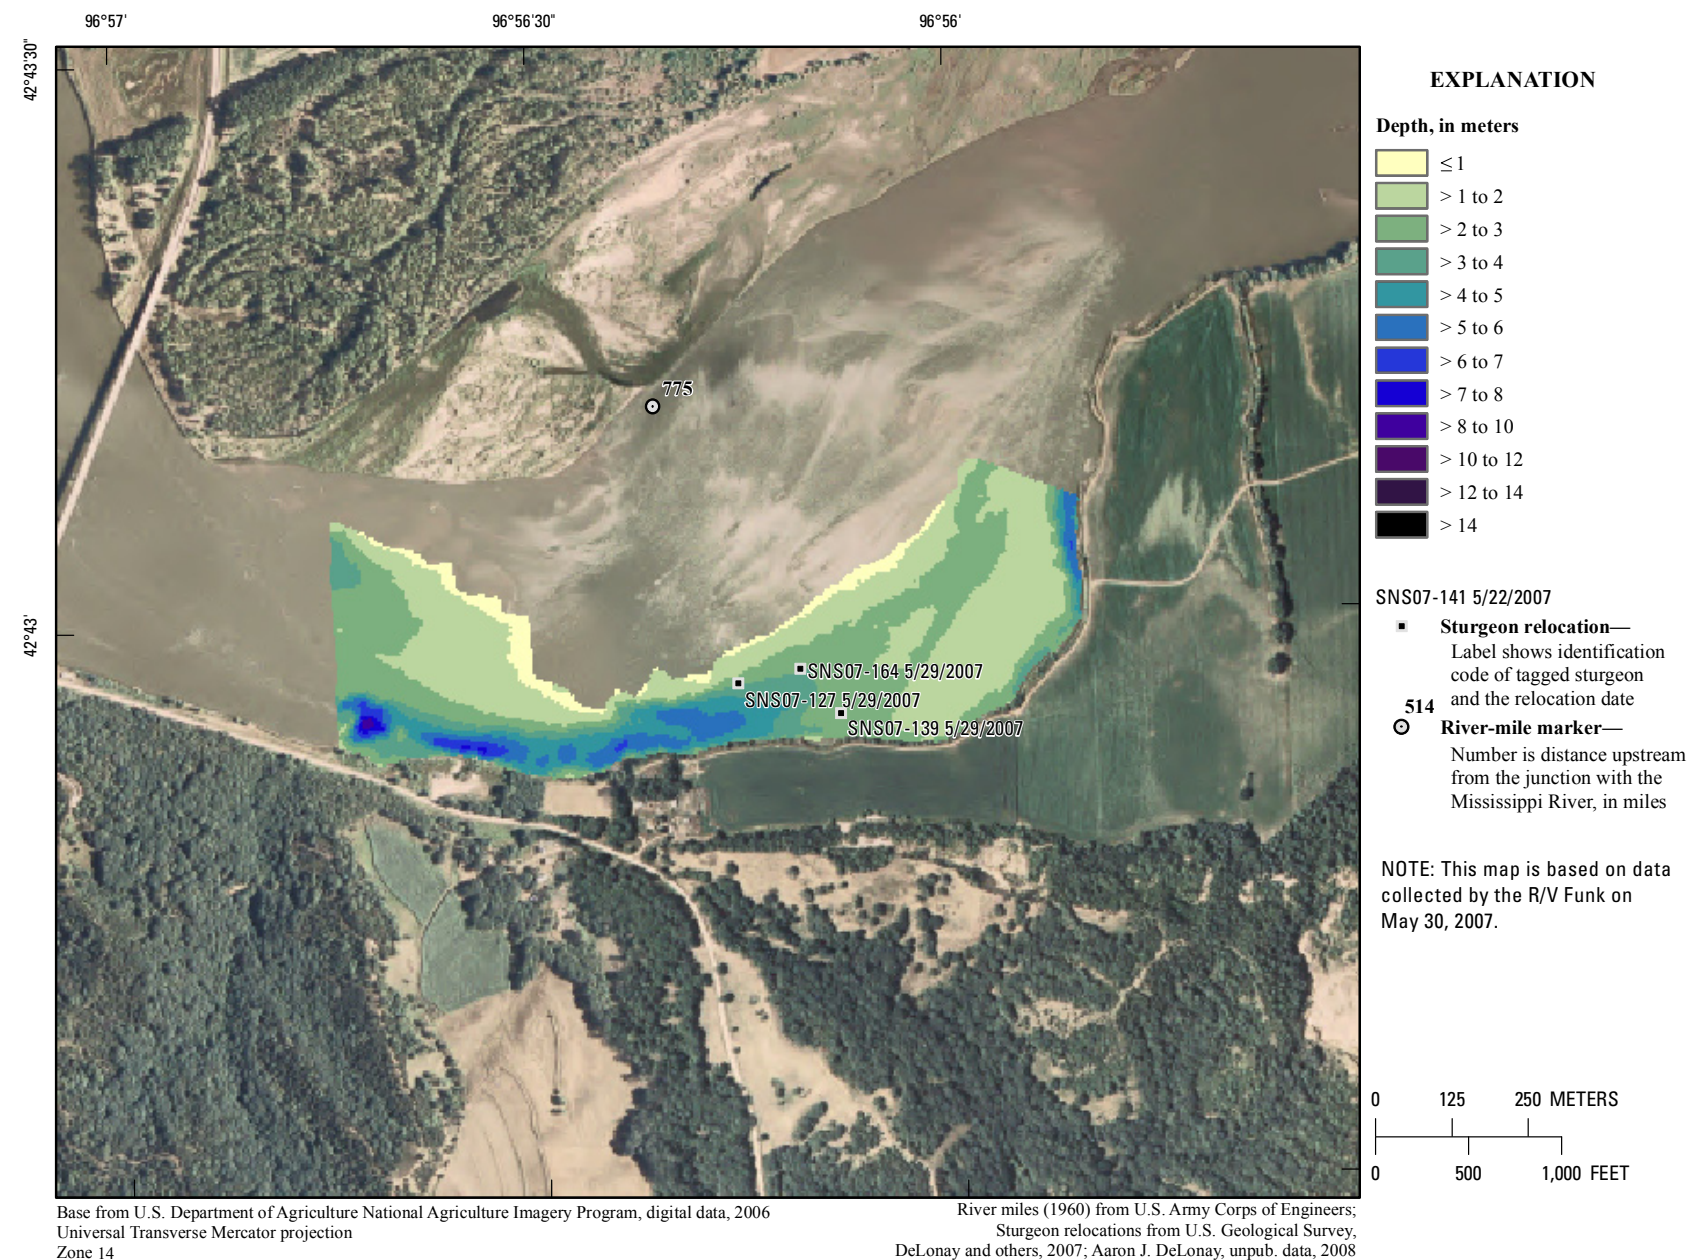 96°57'
96°56'30"
96°56'
42°43'30"
42°43'
775
SNS07-164 5/29/2007
SNS07-127 5/29/2007
SNS07-139 5/29/2007
EXPLANATION
Depth, in meters
≤ 1
> 1 to 2
> 2 to 3
> 3 to 4
> 4 to 5
> 5 to 6
> 6 to 7
> 7 to 8
> 8 to 10
> 10 to 12
> 12 to 14
> 14
SNS07-141 5/22/2007
Sturgeon relocation—
Label shows identification
code of tagged sturgeon
and the relocation date
514
River-mile marker—
Number is distance upstream
from the junction with the
Mississippi River, in miles
NOTE: This map is based on data
collected by the R/V Funk on
May 30, 2007.
0 125 250 METERS
0 500 1,000 FEET
Base from U.S. Department of Agriculture National Agriculture Imagery Program, digital data, 2006
Universal Transverse Mercator projection
Zone 14
River miles (1960) from U.S. Army Corps of Engineers;
Sturgeon relocations from U.S. Geological Survey,
DeLonay and others, 2007; Aaron J. DeLonay, unpub. data, 2008